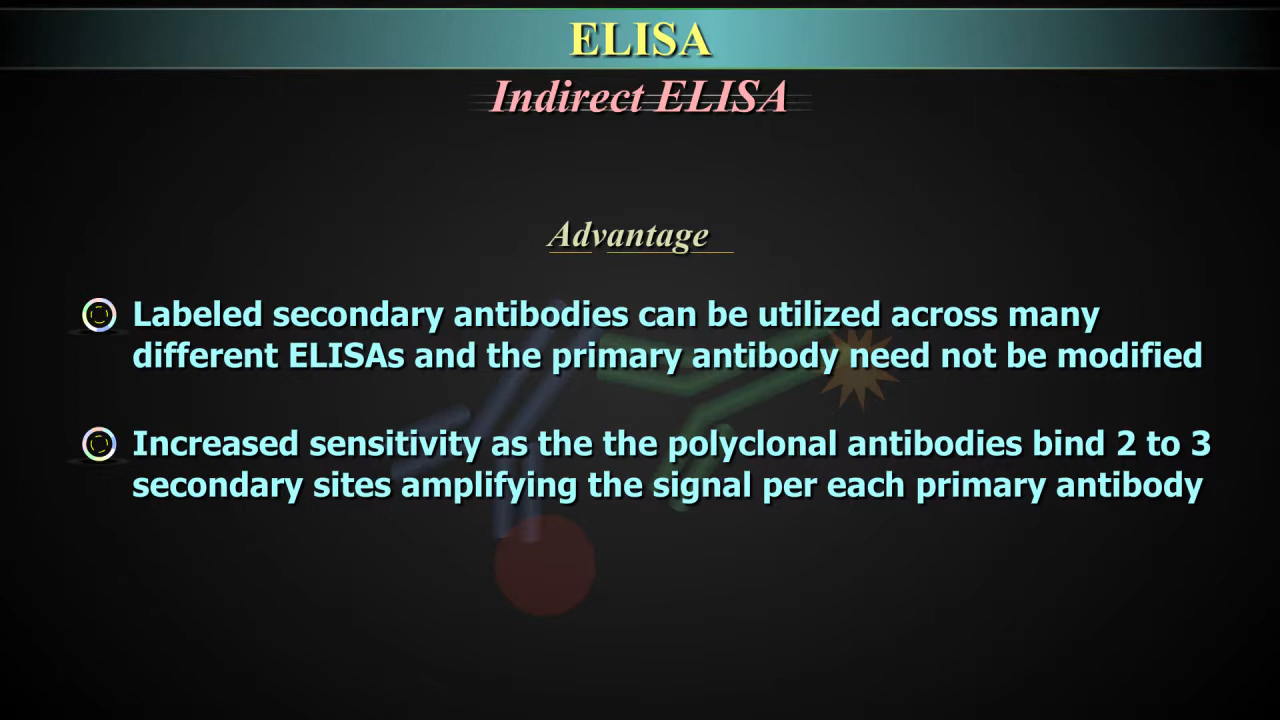 ELISA
Indirect ELISA
Advantage
Labeled secondary antibodies can be utilized across many
different ELISAs and the primary antibody need not be modified
Increased sensitivity as the the polyclonal antibodies bind 2 to 3
secondary sites amplifying the signal per each primary antibody